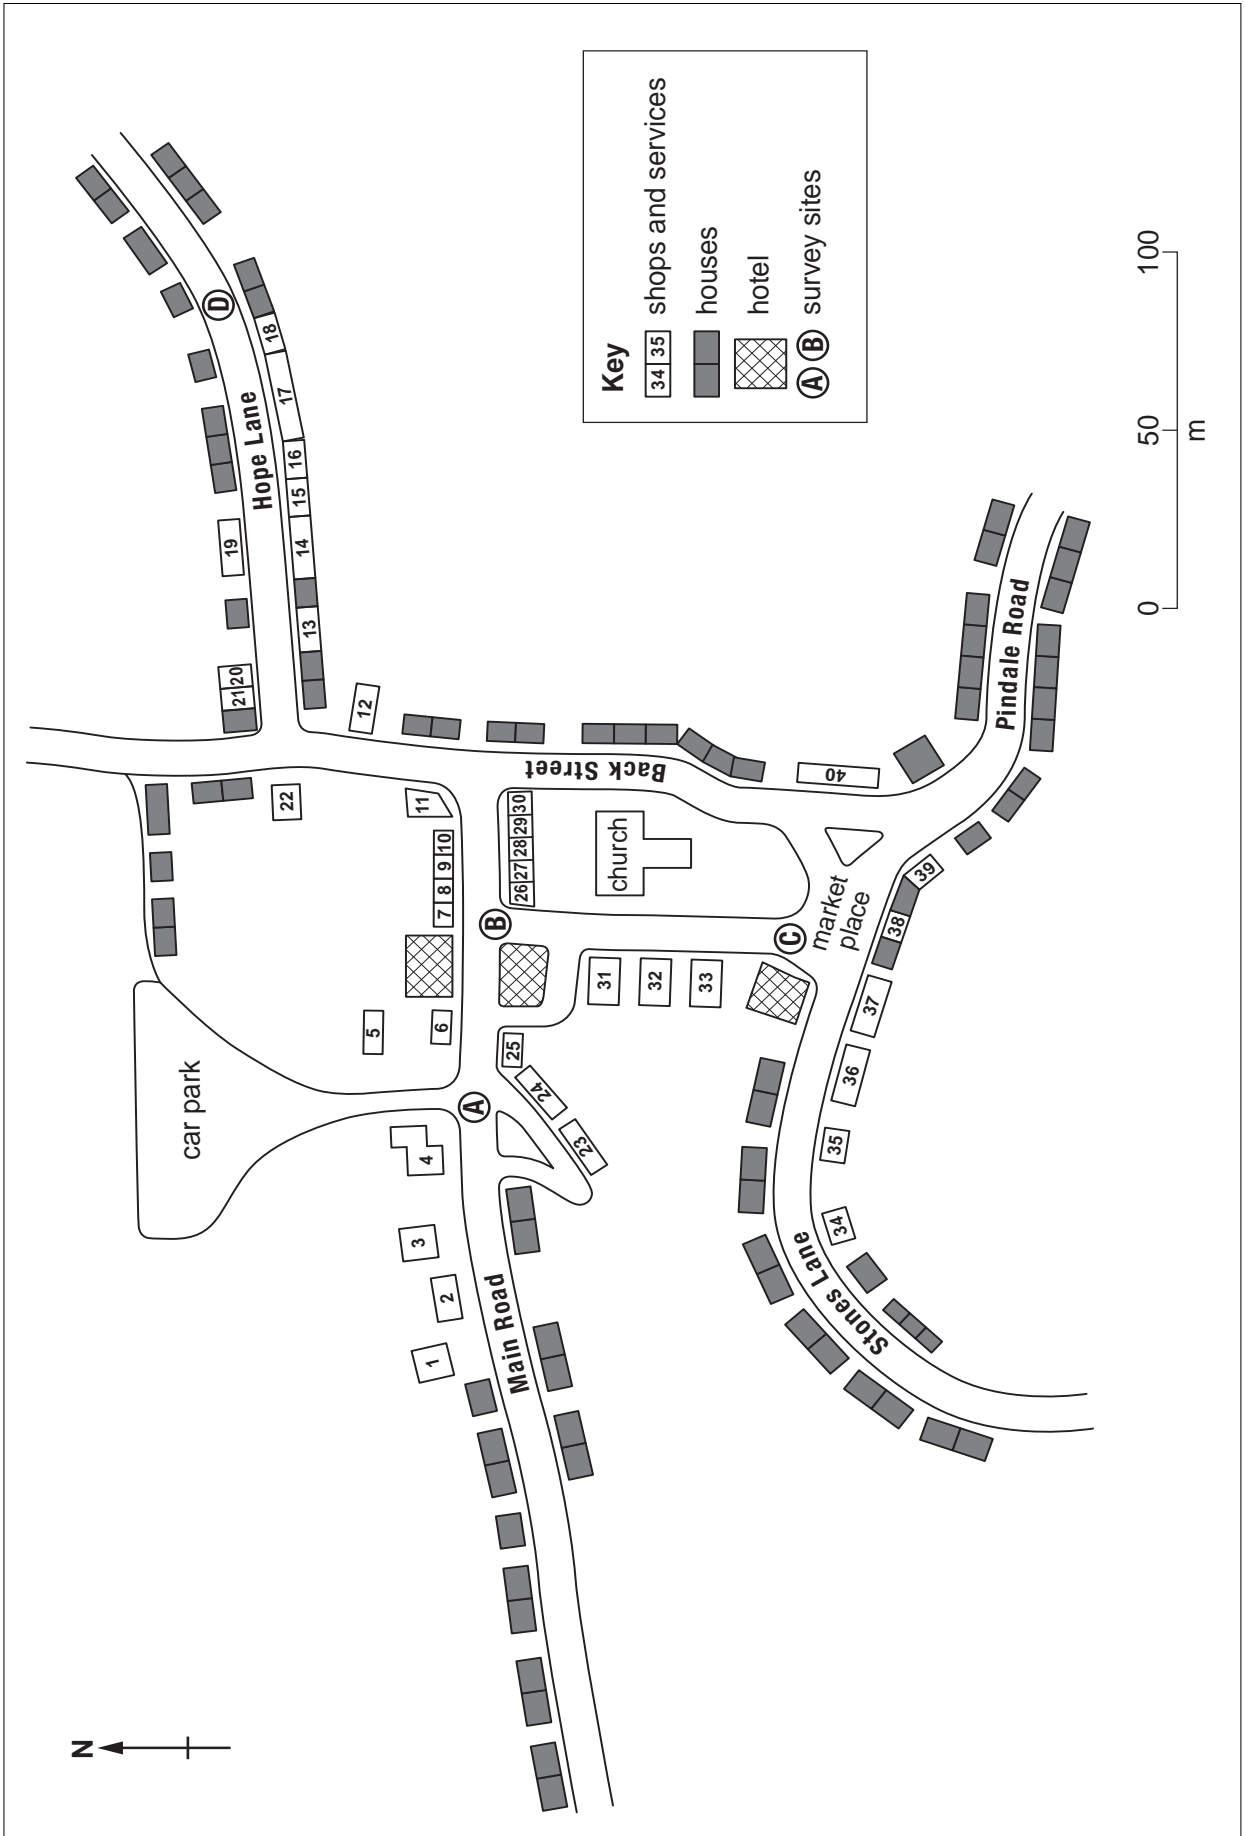 N
car park
21 20
19
D
Hope Lane
13
14
15
16
17
18
22
12
5
1
2
3
4
6
7 8 9 10
11
A
B
Main Road
23
24
25
26 27 28 29 30
31
32
33
church
Back Street
C
market
place
40
Stones Lane
34
35
36
37
38
39
Pindale Road
Key
34 35 shops and services
houses
hotel
A B survey sites
0 50 100
m